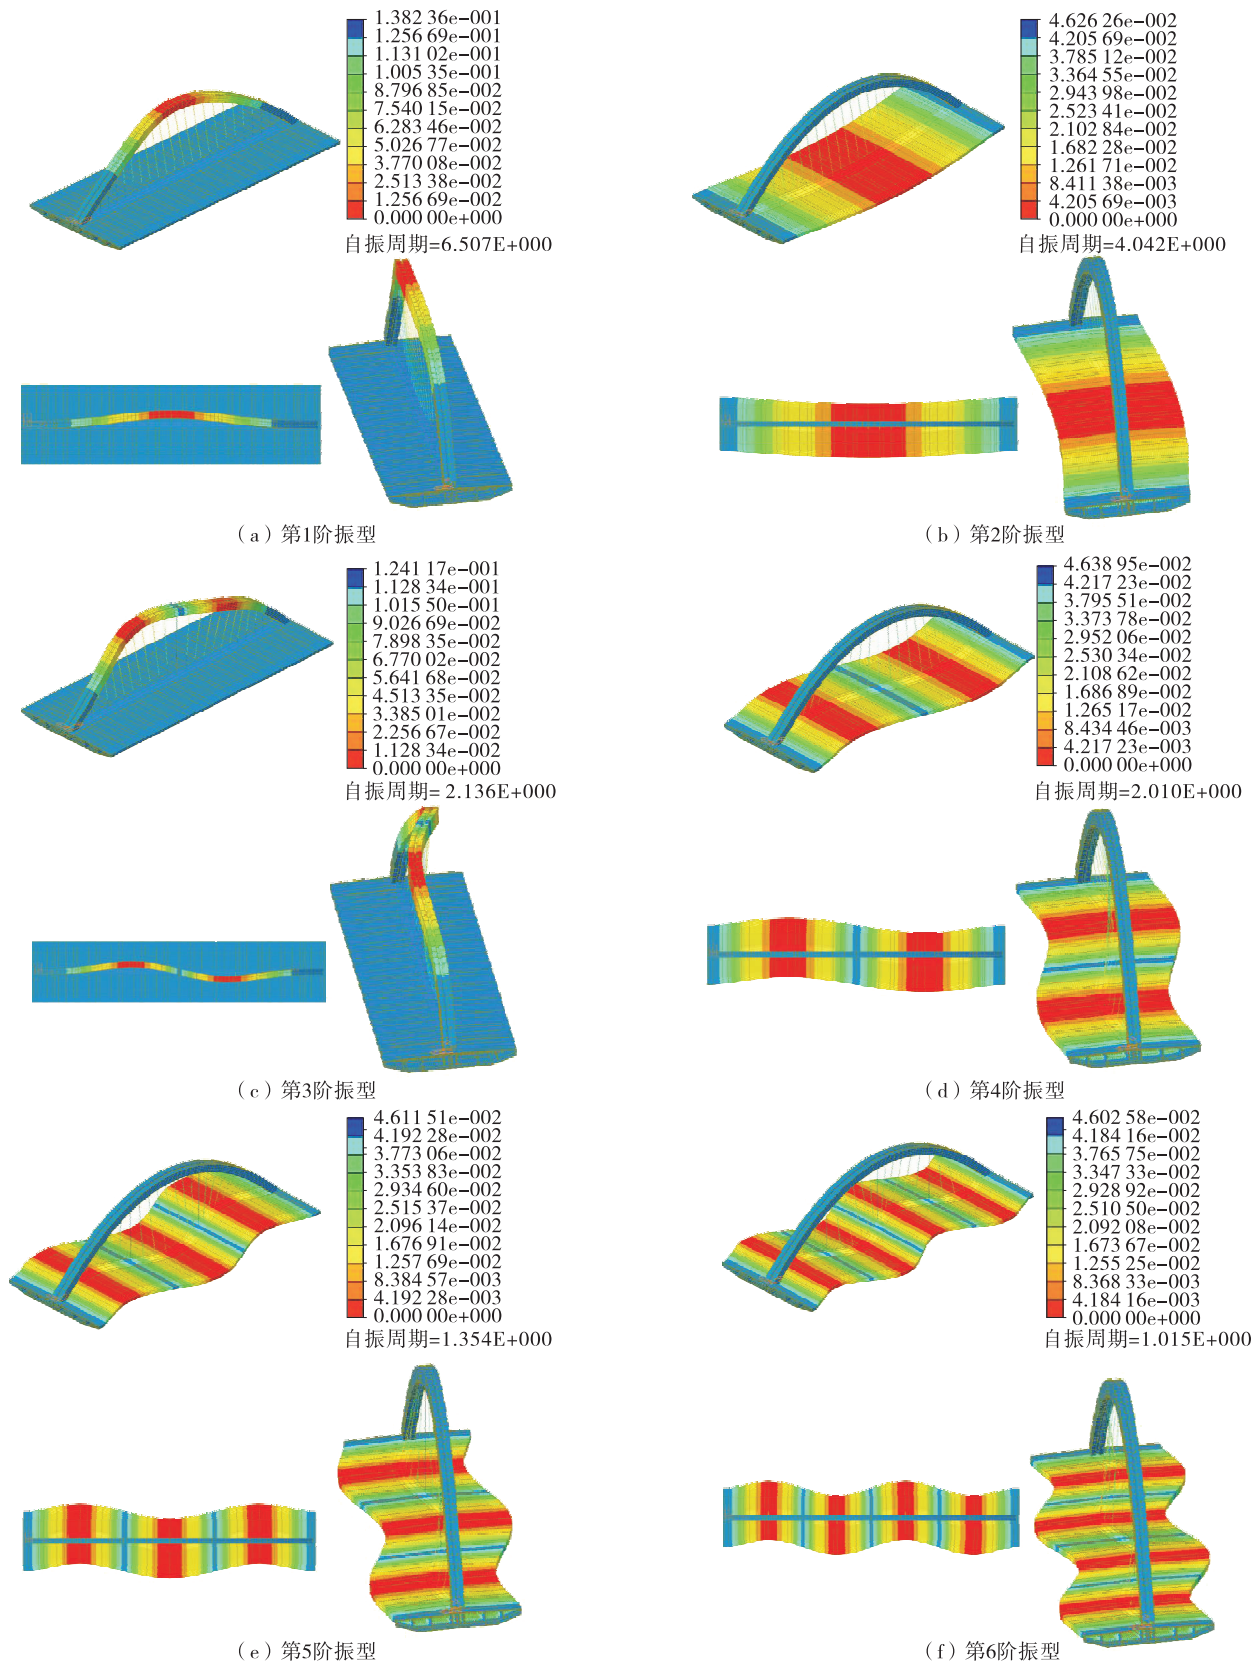 1.382 36e-001
1.256 69e-001
1.131 02e-001
1.005 35e-001
8.796 85e-002
7.540 15e-002
6.283 46e-002
5.026 77e-002
3.770 08e-002
2.513 38e-002
1.256 69e-002
0.000 00e+000
自振周期=6.507E+000
(a)第1阶振型
4.626 26e-002
4.205 69e-002
3.785 12e-002
3.364 55e-002
2.943 98e-002
2.523 41e-002
2.102 84e-002
1.682 28e-002
1.261 71e-002
8.411 38e-003
4.205 69e-003
0.000 00e+000
自振周期=4.042E+000
(b)第2阶振型
1.241 17e-001
1.128 34e-001
1.015 50e-001
9.026 69e-002
7.898 35e-002
6.770 02e-002
5.641 68e-002
4.513 35e-002
3.385 01e-002
2.256 67e-002
1.128 34e-002
0.000 00e+000
自振周期= 2.136E+000
(c)第3阶振型
4.638 95e-002
4.217 23e-002
3.795 51e-002
3.373 78e-002
2.952 06e-002
2.530 34e-002
2.108 62e-002
1.686 89e-002
1.265 17e-002
8.434 46e-003
4.217 23e-003
0.000 00e+000
自振周期=2.010E+000
(d)第4阶振型
4.611 51e-002
4.192 28e-002
3.773 06e-002
3.353 83e-002
2.934 60e-002
2.515 37e-002
2.096 14e-002
1.676 91e-002
1.257 69e-002
8.384 57e-003
4.192 28e-003
0.000 00e+000
自振周期=1.354E+000
(e)第5阶振型
4.602 58e-002
4.184 16e-002
3.765 75e-002
3.347 33e-002
2.928 92e-002
2.510 50e-002
2.092 08e-002
1.673 67e-002
1.255 25e-002
8.368 33e-003
4.184 16e-003
0.000 00e+000
自振周期=1.015E+000
(f)第6阶振型